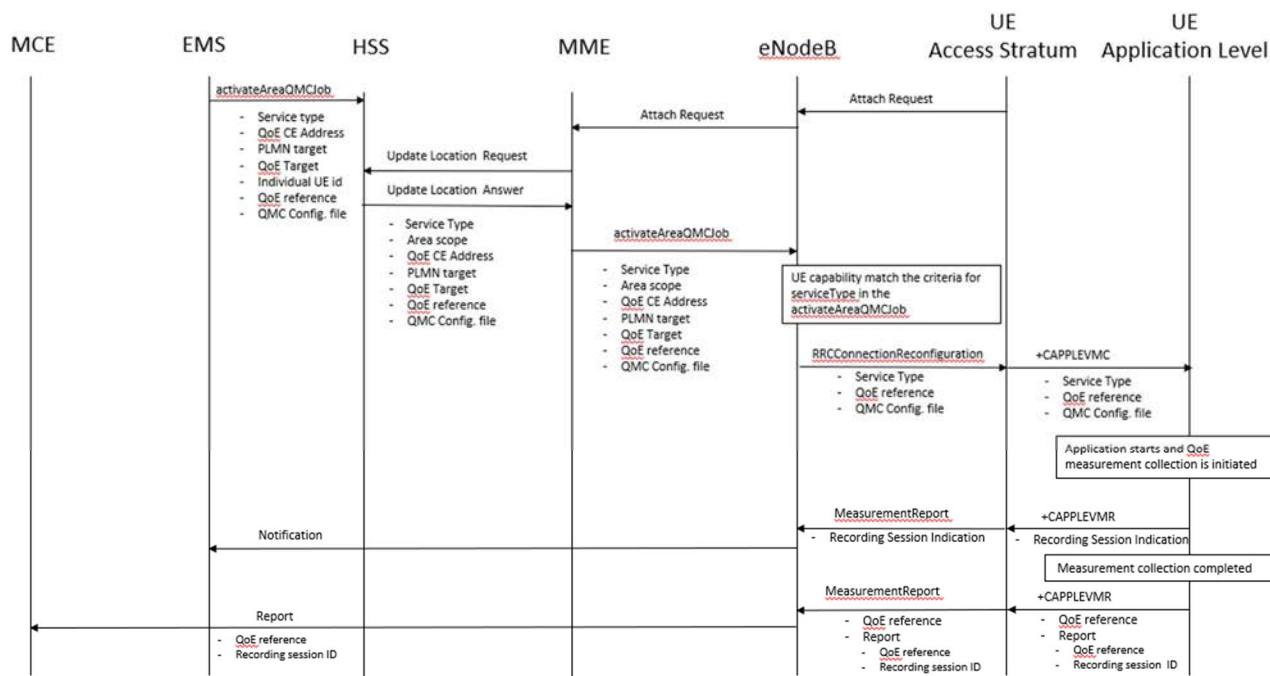 MCE
EMS
HSS
MME
eNodeB
UE
Access Stratum
UE
Application Level
activateAreaQMCJob
- Service type
- QoE CE Address
- PLMN target
- QoE Target
- Individual UE id
- QoE reference
- QMC Config. file
Attach Request
Attach Request
Update Location Request
Update Location Answer
- Service Type
- Area scope
- QoE CE Address
- PLMN target
- QoE Target
- QoE reference
- QMC Config. file
activateAreaQMCJob
- Service Type
- Area scope
- QoE CE Address
- PLMN target
- QoE Target
- QoE reference
- QMC Config. file
UE capability match the criteria for
serviceType in the
activateAreaQMCJob
RRCConnectionReconfiguration
- Service Type
- QoE reference
- QMC Config. file
+CAPPLEVMC
- Service Type
- QoE reference
- QMC Config. file
Application starts and QoE
measurement collection is initiated
+CAPPLEVMR
- Recording Session Indication
MeasurementReport
- Recording Session Indication
Notification
Measurement collection completed
+CAPPLEVMR
- QoE reference
- Report
- QoE reference
- Recording session ID
MeasurementReport
- QoE reference
- Report
- QoE reference
- Recording session ID
Report
- QoE reference
- Recording session ID